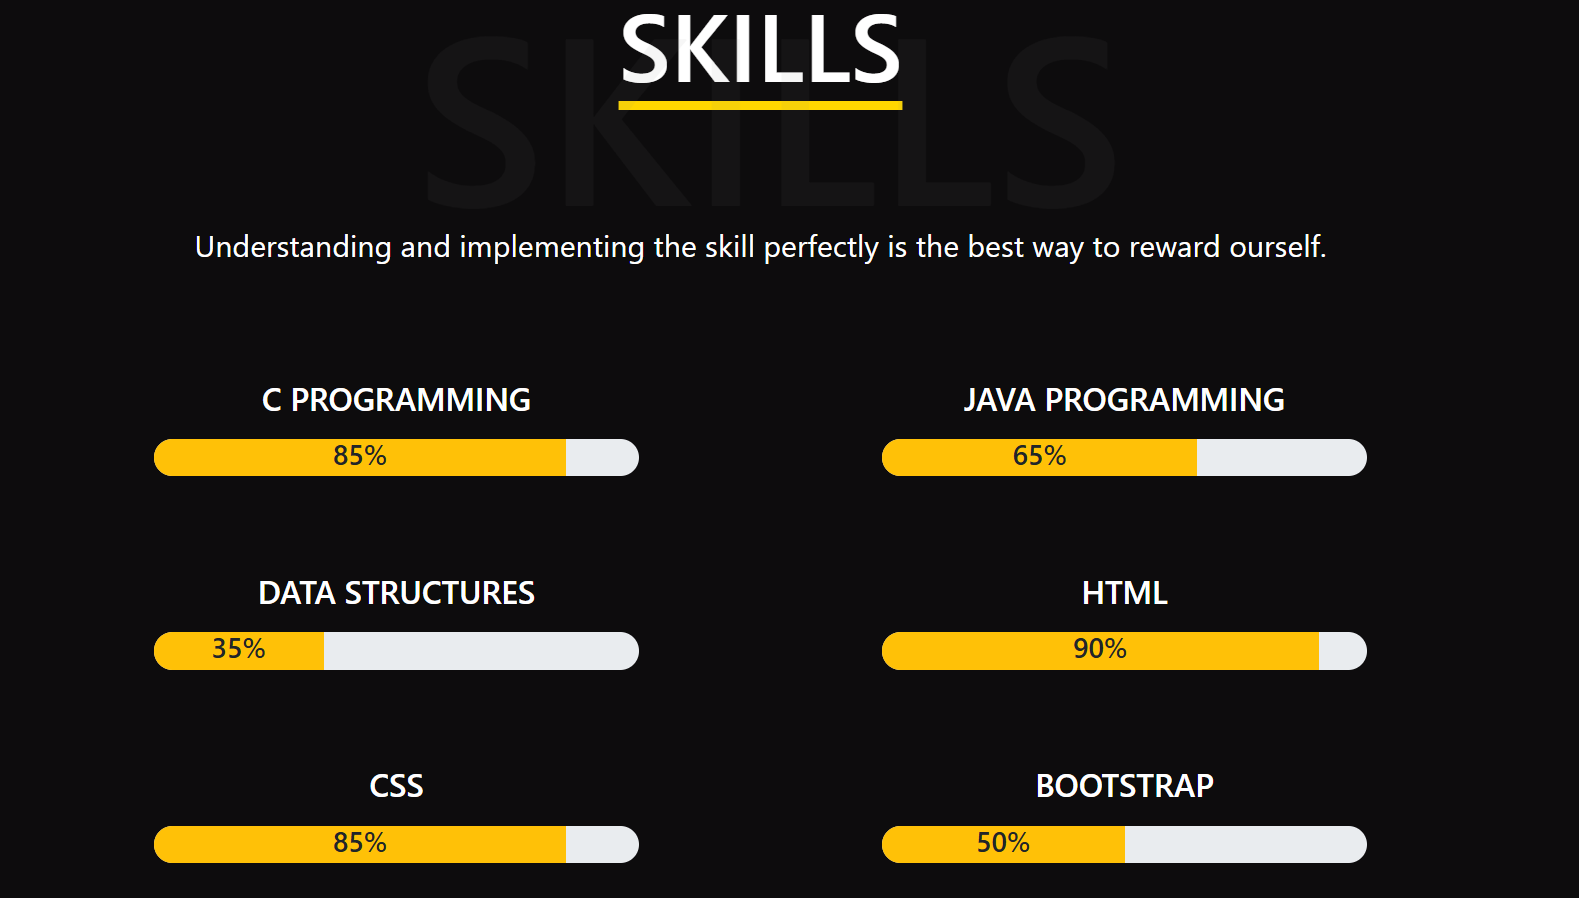 SKILLS
SKILLS
Understanding and implementing the skill perfectly is the best way to reward ourself.
C PROGRAMMING
85%
JAVA PROGRAMMING
65%
DATA STRUCTURES
35%
HTML
90%
CSS
85%
BOOTSTRAP
50%